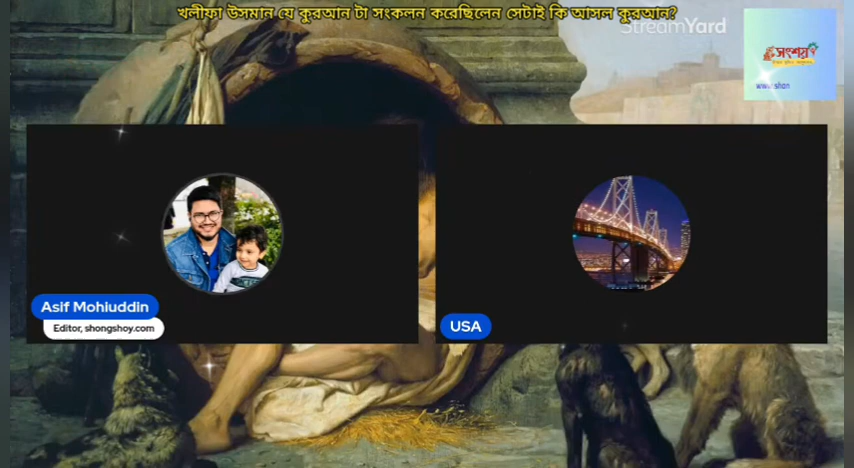 খলীফা উসমান যে কুরআন টা সংকলন করেছিলেন সেটাই কি আসল কুরআন?
StreamYard
সংশয়
Asif Mohiuddin
Editor, shongshoy.com
USA